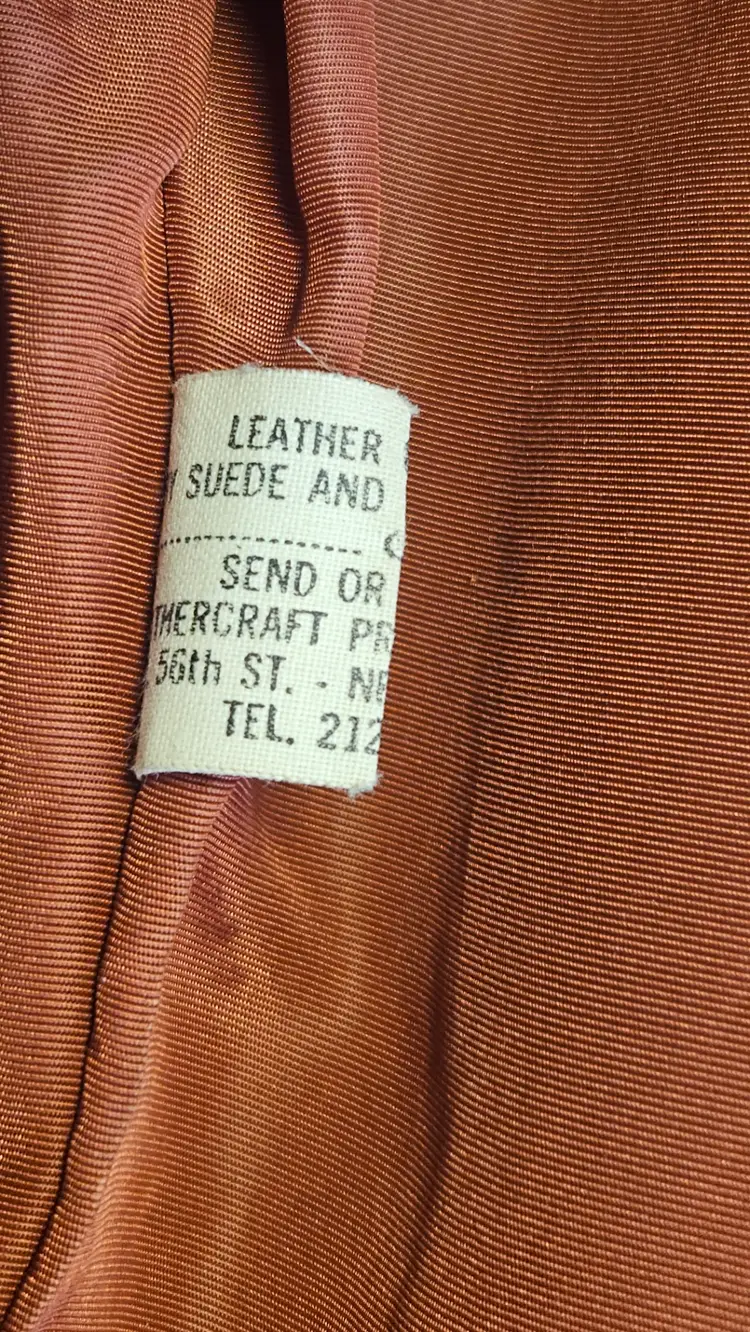 LEATHER
Y SUEDE AND
.......................... C
SEND OR
THERCRAFT PR
56th ST. - NE
TEL. 212